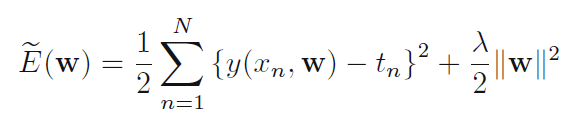 Ẽ(w) = 1/2 ∑_{n=1}^{N} {y(x_n, w) − t_n}² + λ/2 ‖w‖²